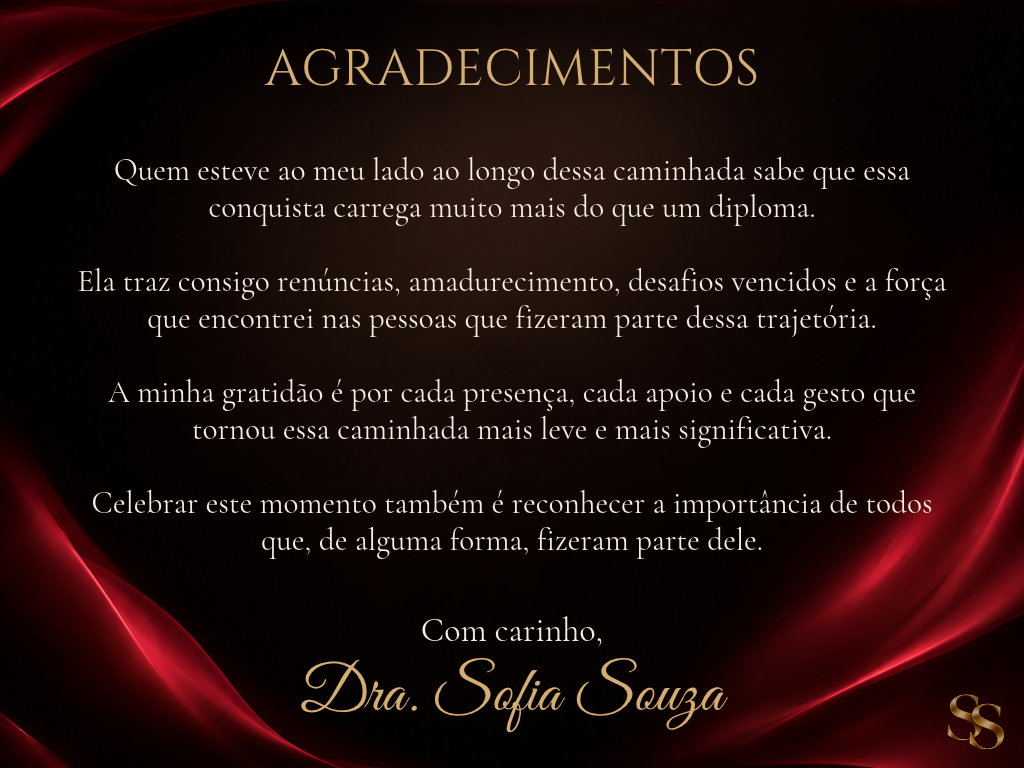 AGRADECIMENTOS
Quem esteve ao meu lado ao longo dessa caminhada sabe que essa
conquista carrega muito mais do que um diploma.
Ela traz consigo renúncias, amadurecimento, desafios vencidos e a força
que encontrei nas pessoas que fizeram parte dessa trajetória.
A minha gratidão é por cada presença, cada apoio e cada gesto que
tornou essa caminhada mais leve e mais significativa.
Celebrar este momento também é reconhecer a importância de todos
que, de alguma forma, fizeram parte dele.
Com carinho,
Dra. Sofia Souza
SS